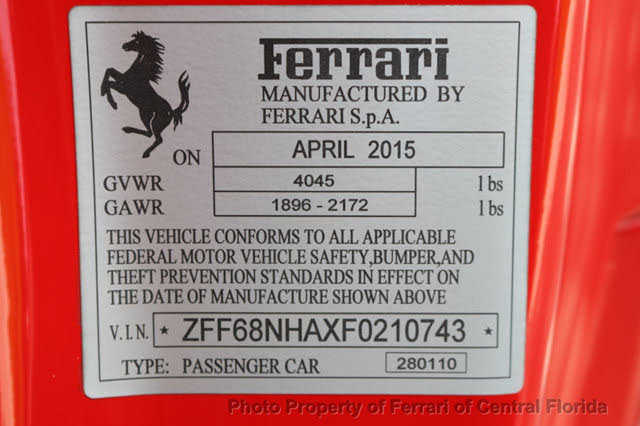 Ferrari
MANUFACTURED BY
FERRARI S.p.A.
ON APRIL 2015
GVWR 4045 lbs
GAWR 1896 - 2172 lbs
THIS VEHICLE CONFORMS TO ALL APPLICABLE
FEDERAL MOTOR VEHICLE SAFETY,BUMPER,AND
THEFT PREVENTION STANDARDS IN EFFECT ON
THE DATE OF MANUFACTURE SHOWN ABOVE
V.I.N. * ZFF68NHAXF0210743 *
TYPE: PASSENGER CAR 280110
Photo Property of Ferrari of Central Florida